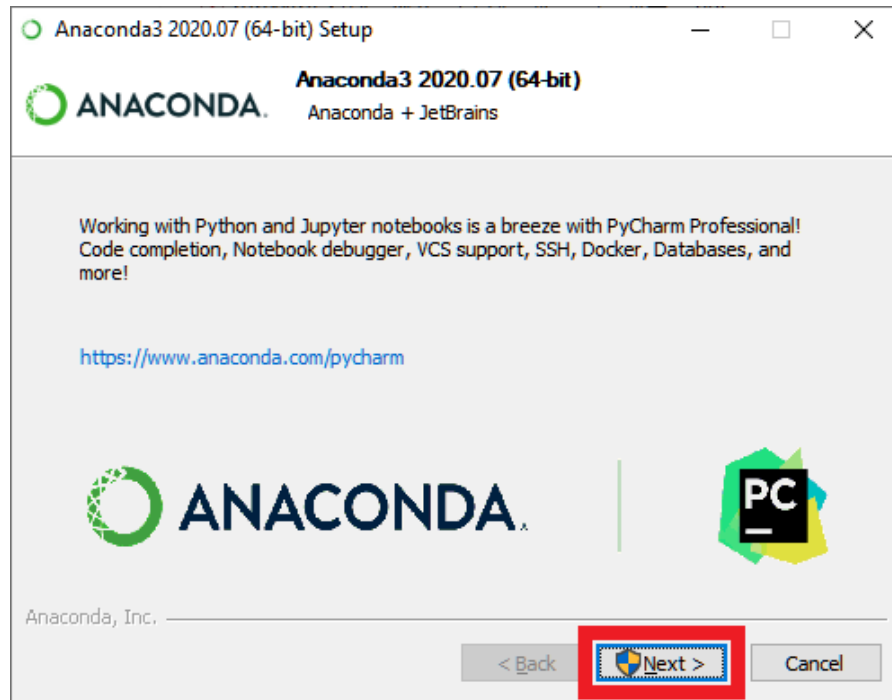 Anaconda3 2020.07 (64-bit) Setup
ANACONDA.
Anaconda3 2020.07 (64-bit)
Anaconda + JetBrains
Working with Python and Jupyter notebooks is a breeze with PyCharm Professional!
Code completion, Notebook debugger, VCS support, SSH, Docker, Databases, and
more!
https://www.anaconda.com/pycharm
ANACONDA.
PC
Anaconda, Inc.
< Back
Next >
Cancel